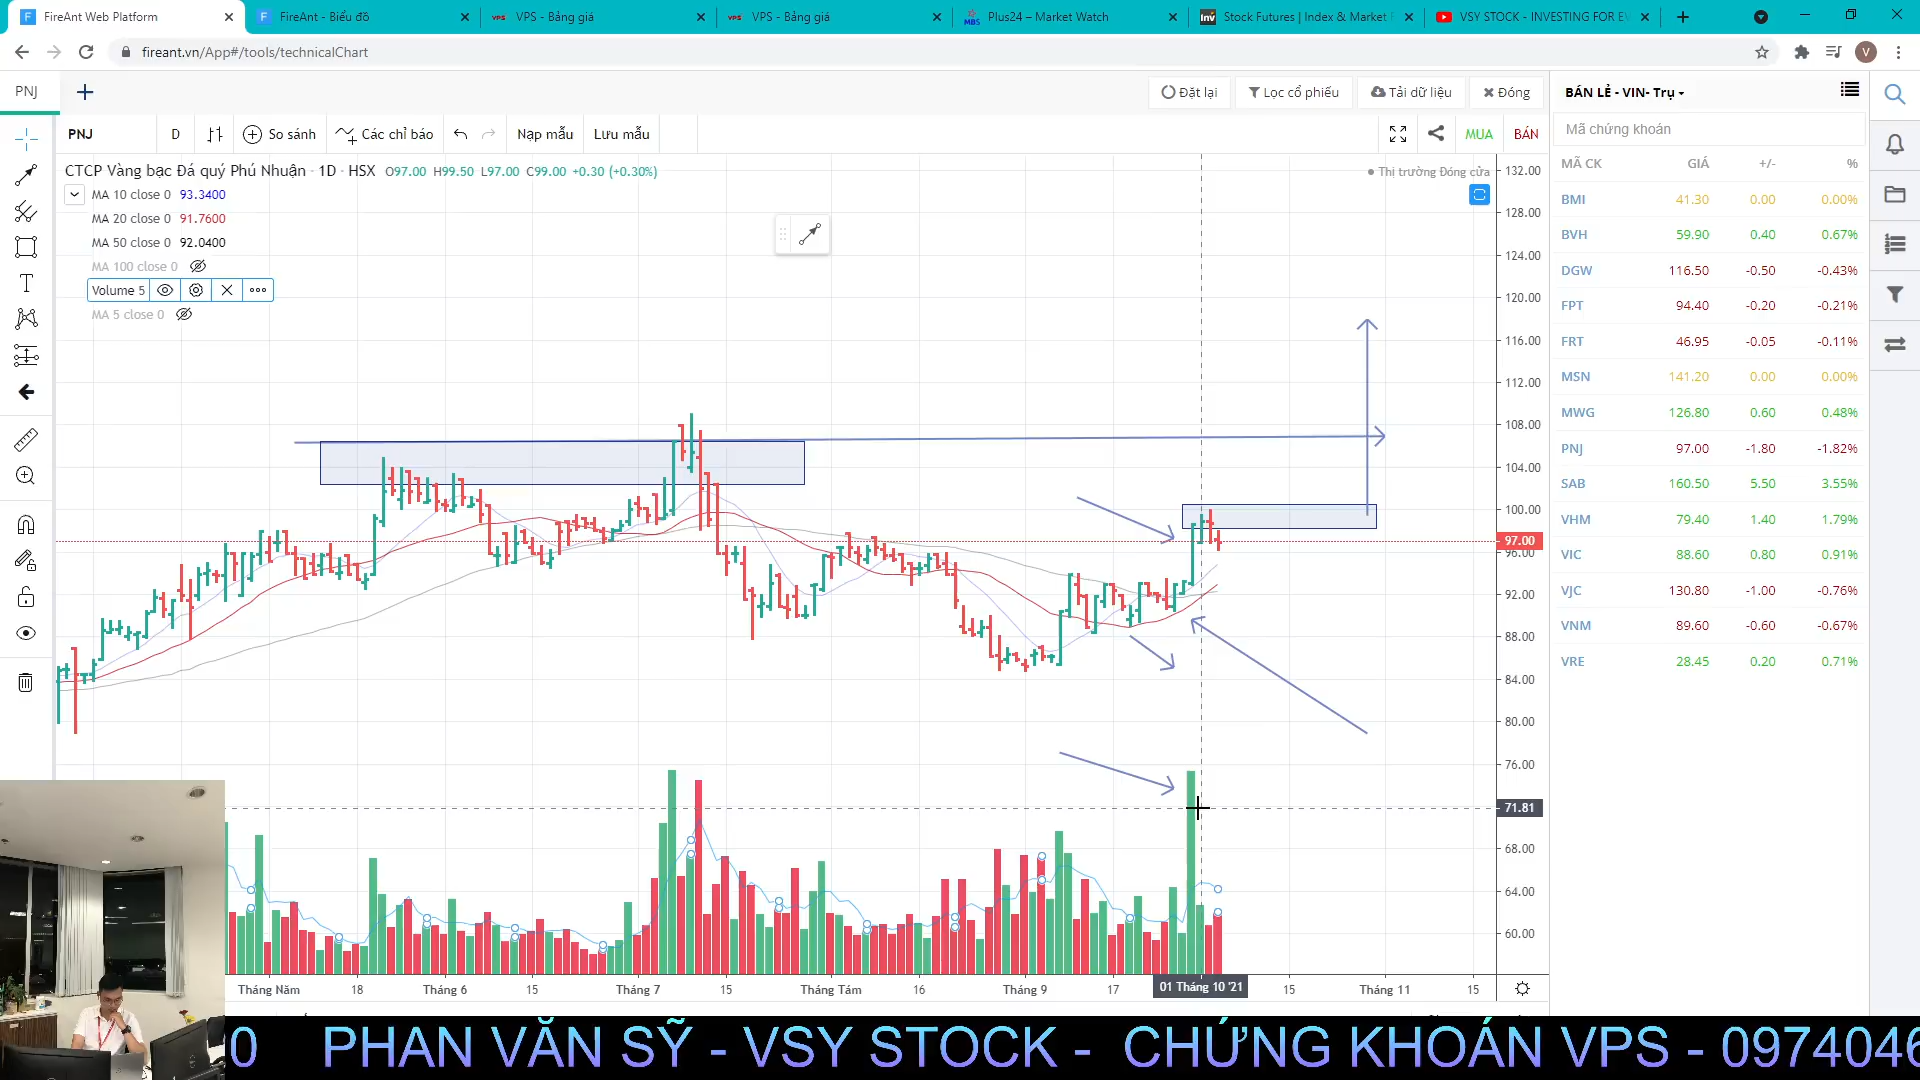 FireAnt Web Platform
FireAnt - Biểu đồ
VPS - Bảng giá
VPS - Bảng giá
Plus24 – Market Watch
Stock Futures | Index & Market
VSY STOCK - INVESTING FOR EV
fireant.vn/App#/tools/technicalChart
V
PNJ
Đặt lại
Lọc cổ phiếu
Tải dữ liệu
Đóng
PNJ
D
So sánh
Các chỉ báo
Nạp mẫu
Lưu mẫu
MUA
BÁN
CTCP Vàng bạc Đá quý Phú Nhuận · 1D · HSX O97.00 H99.50 L97.00 C99.00 +0.30 (+0.30%)
Thị trường Đóng cửa
MA 10 close 0 93.3400
MA 20 close 0 91.7600
MA 50 close 0 92.0400
MA 100 close 0
Volume 5
MA 5 close 0
132.00
128.00
124.00
120.00
116.00
112.00
108.00
104.00
100.00
97.00
96.00
92.00
88.00
84.00
80.00
76.00
71.81
68.00
64.00
60.00
Tháng Năm
18
Tháng 6
15
Tháng 7
15
Tháng Tám
16
Tháng 9
17
01 Tháng 10 '21
15
Tháng 11
15
BÁN LẺ - VIN- Trụ
Mã chứng khoán
MÃ CK GIÁ +/- %
BMI 41.30 0.00 0.00%
BVH 59.90 0.40 0.67%
DGW 116.50 -0.50 -0.43%
FPT 94.40 -0.20 -0.21%
FRT 46.95 -0.05 -0.11%
MSN 141.20 0.00 0.00%
MWG 126.80 0.60 0.48%
PNJ 97.00 -1.80 -1.82%
SAB 160.50 5.50 3.55%
VHM 79.40 1.40 1.79%
VIC 88.60 0.80 0.91%
VJC 130.80 -1.00 -0.76%
VNM 89.60 -0.60 -0.67%
VRE 28.45 0.20 0.71%
0 PHAN VĂN SỸ - VSY STOCK - CHỨNG KHOÁN VPS - 0974046